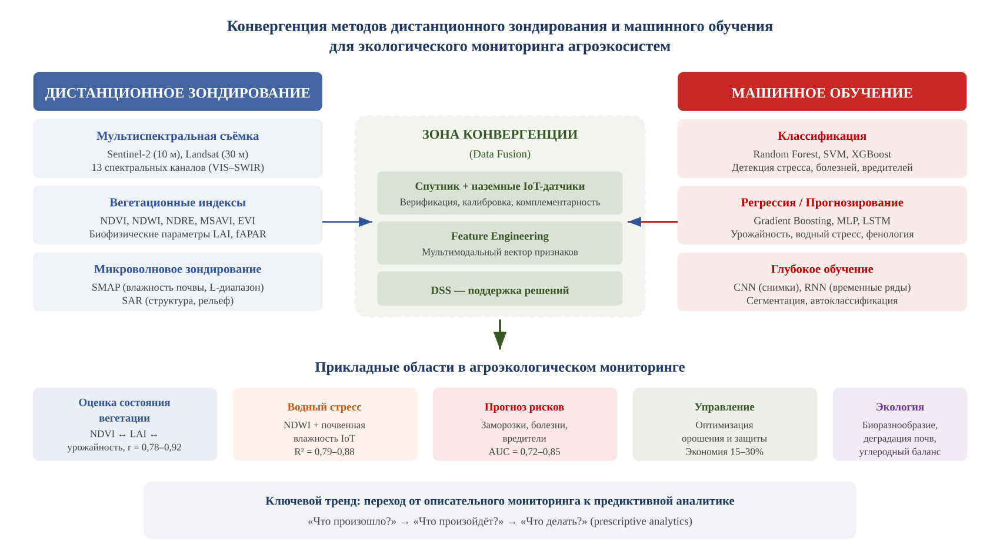 Конвергенция методов дистанционного зондирования и машинного обучения
для экологического мониторинга агроэкосистем
ДИСТАНЦИОННОЕ ЗОНДИРОВАНИЕ
Мультиспектральная съёмка
Sentinel-2 (10 м), Landsat (30 м)
13 спектральных каналов (VIS–SWIR)
Вегетационные индексы
NDVI, NDWI, NDRE, MSAVI, EVI
Биофизические параметры LAI, fAPAR
Микроволновое зондирование
SMAP (влажность почвы, L-диапазон)
SAR (структура, рельеф)
ЗОНА КОНВЕРГЕНЦИИ
(Data Fusion)
Спутник + наземные IoT-датчики
Верификация, калибровка, комплементарность
Feature Engineering
Мультимодальный вектор признаков
DSS — поддержка решений
МАШИННОЕ ОБУЧЕНИЕ
Классификация
Random Forest, SVM, XGBoost
Детекция стресса, болезней, вредителей
Регрессия / Прогнозирование
Gradient Boosting, MLP, LSTM
Урожайность, водный стресс, фенология
Глубокое обучение
CNN (снимки), RNN (временные ряды)
Сегментация, автоклассификация
Прикладные области в агроэкологическом мониторинге
Оценка состояния
вегетации
NDVI ↔ LAI ↔
урожайность, r = 0,78–0,92
Водный стресс
NDWI + почвенная
влажность IoT
R² = 0,79–0,88
Прогноз рисков
Заморозки, болезни,
вредители
AUC = 0,72–0,85
Управление
Оптимизация
орошения и защиты
Экономия 15–30%
Экология
Биоразнообразие,
деградация почв,
углеродный баланс
Ключевой тренд: переход от описательного мониторинга к предиктивной аналитике
«Что произошло?» → «Что произойдёт?» → «Что делать?» (prescriptive analytics)